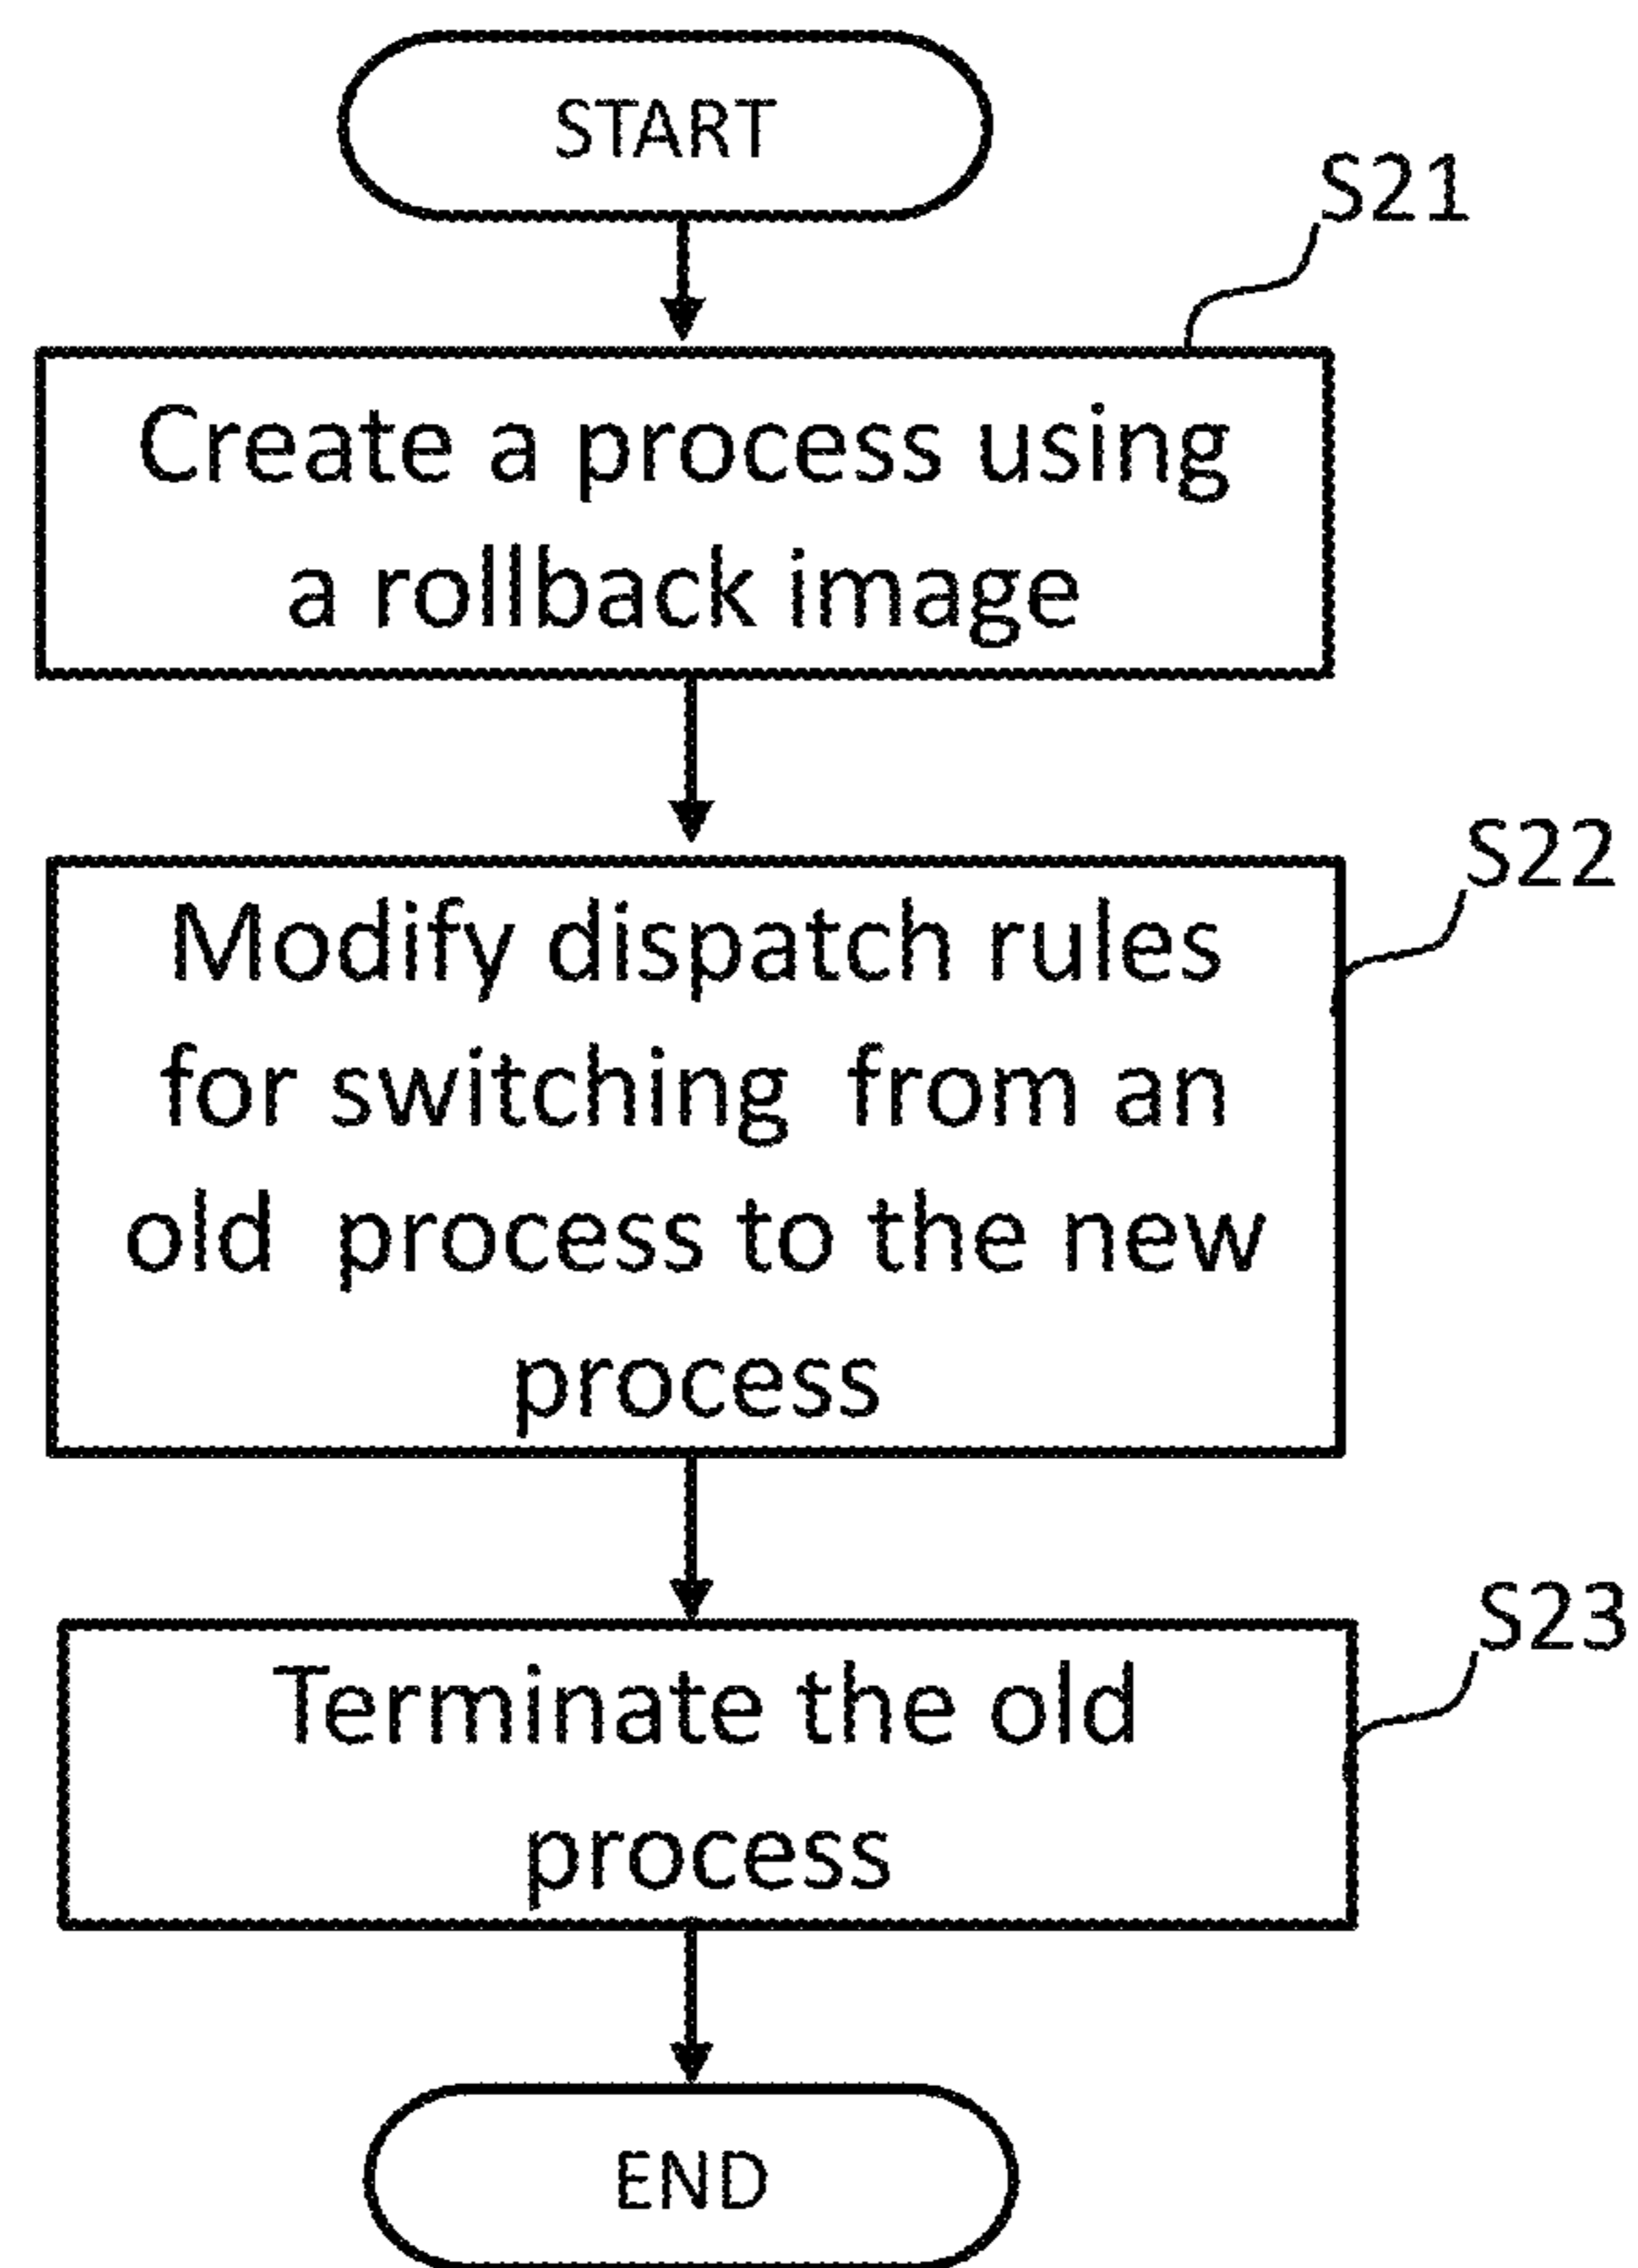 START
S21
Create a process using
a rollback image
S22
Modify dispatch rules
for switching from an
old process to the new
process
S23
Terminate the old
process
END